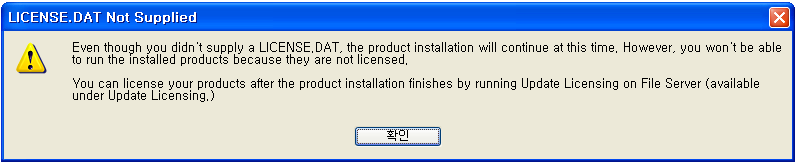 LICENSE.DAT Not Supplied
Even though you didn't supply a LICENSE.DAT, the product installation will continue at this time. However, you won't be able
to run the installed products because they are not licensed.
You can license your products after the product installation finishes by running Update Licensing on File Server (available
under Update Licensing.)
확인